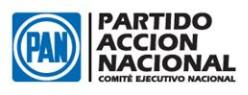 PAN
PARTIDO
ACCION
NACIONAL
COMITÉ EJECUTIVO NACIONAL